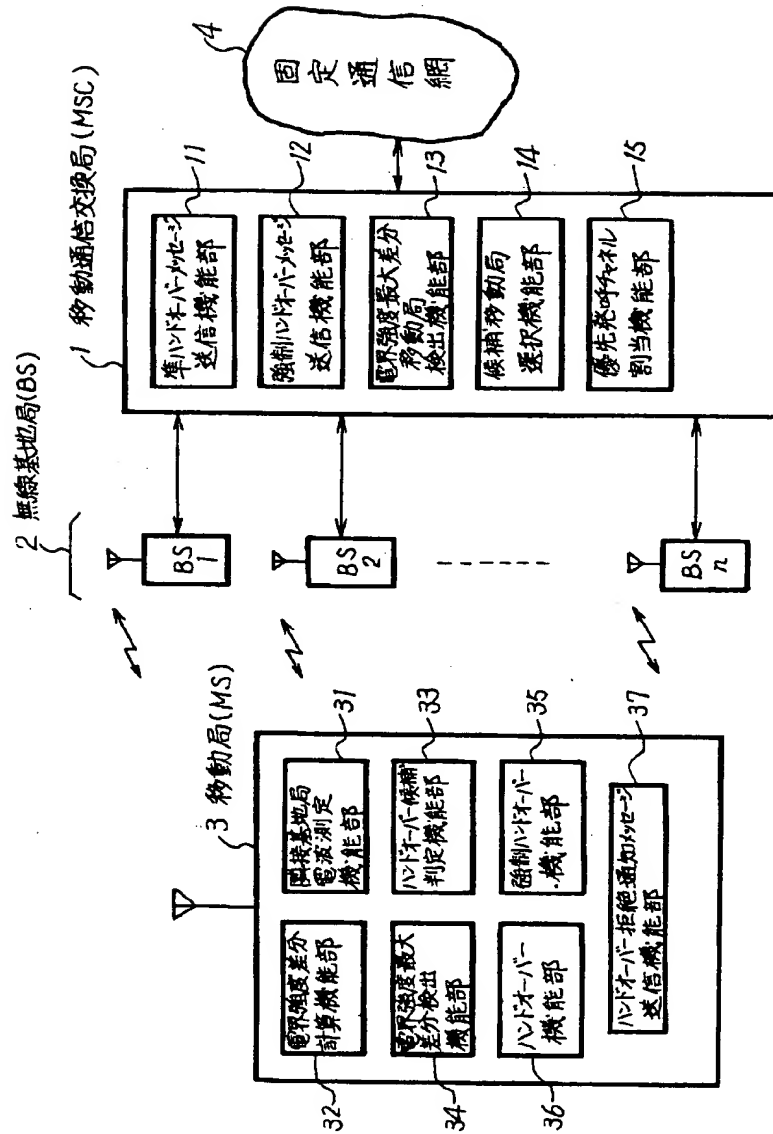 1 移動通信交換局(MSC)
準ハンドオーバーメッセージ
送信機能部
11
強制ハンドオーバーメッセージ
送信機能部
12
電界強度最大差分
移動局
検出機能部
13
候補移動局
選択機能部
14
優先発呼チャネル
割当機能部
15
4
固定通信網
2 無線基地局(BS)
BS
1
BS
2
BS
n
3 移動局(MS)
隣接基地局
電波測定
機能部
31
電界強度差分
計算機能部
32
ハンドオーバー候補
判定機能部
33
電界強度最大
差分検出
機能部
34
強制ハンドオーバー
機能部
35
ハンドオーバー
機能部
36
ハンドオーバー拒絶通知メッセージ
送信機能部
37